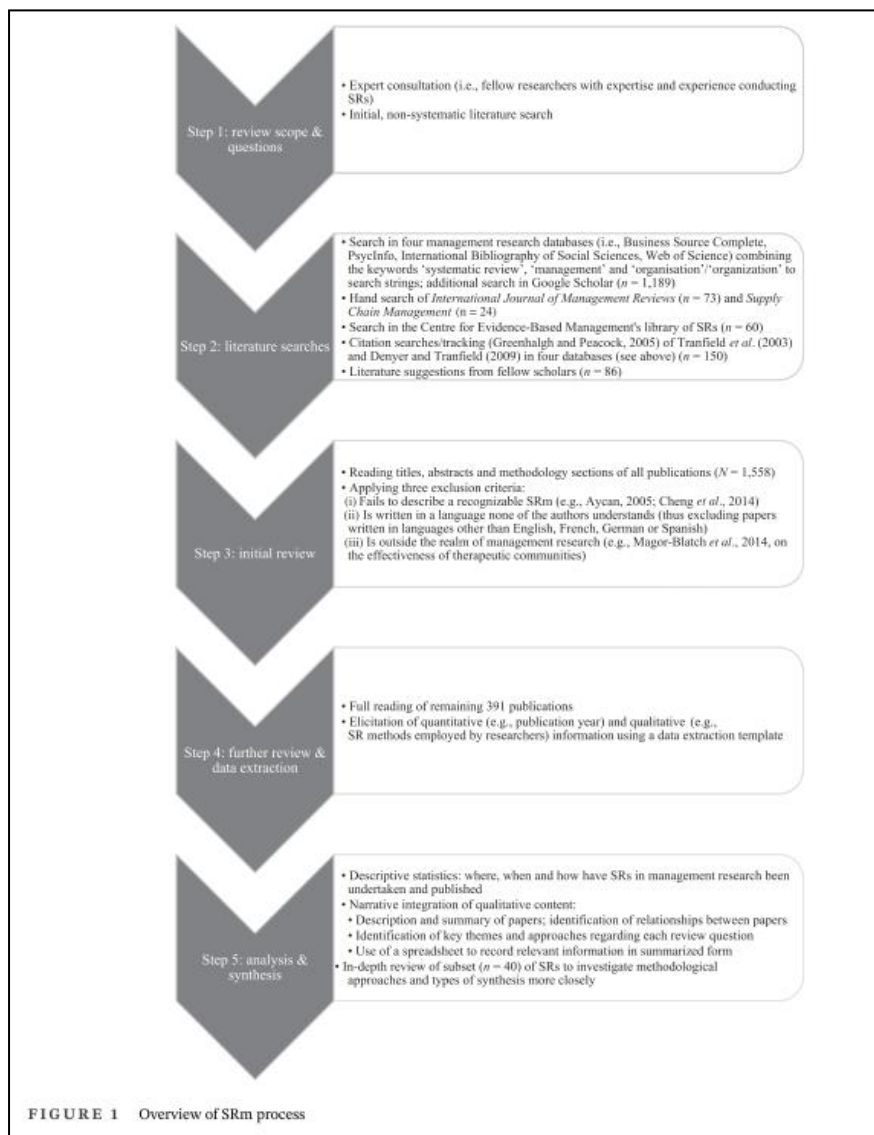 Step 1: review scope &
questions
• Expert consultation (i.e., fellow researchers with expertise and experience conducting
SRs)
• Initial, non-systematic literature search
Step 2: literature searches
• Search in four management research databases (i.e., Business Source Complete,
PsycInfo, International Bibliography of Social Sciences, Web of Science) combining
the keywords ‘systematic review’, ‘management’ and ‘organisation’/‘organization’ to
search strings; additional search in Google Scholar (n = 1,189)
• Hand search of International Journal of Management Reviews (n = 73) and Supply
Chain Management (n = 24)
• Search in the Centre for Evidence-Based Management's library of SRs (n = 60)
• Citation searches/tracking (Greenhalgh and Peacock, 2005) of Tranfield et al. (2003)
and Denyer and Tranfield (2009) in four databases (see above) (n = 150)
• Literature suggestions from fellow scholars (n = 86)
Step 3: initial review
• Reading titles, abstracts and methodology sections of all publications (N = 1,558)
• Applying three exclusion criteria:
(i) Fails to describe a recognizable SRm (e.g., Aycan, 2005; Cheng et al., 2014)
(ii) Is written in a language none of the authors understands (thus excluding papers
written in languages other than English, French, German or Spanish)
(iii) Is outside the realm of management research (e.g., Magor-Blatch et al., 2014, on
the effectiveness of therapeutic communities)
Step 4: further review &
data extraction
• Full reading of remaining 391 publications
• Elicitation of quantitative (e.g., publication year) and qualitative (e.g.,
SR methods employed by researchers) information using a data extraction template
Step 5: analysis &
synthesis
• Descriptive statistics: where, when and how have SRs in management research been
undertaken and published
• Narrative integration of qualitative content:
• Description and summary of papers; identification of relationships between papers
• Identification of key themes and approaches regarding each review question
• Use of a spreadsheet to record relevant information in summarized form
• In-depth review of subset (n = 40) of SRs to investigate methodological
approaches and types of synthesis more closely
FIGURE 1 Overview of SRm process